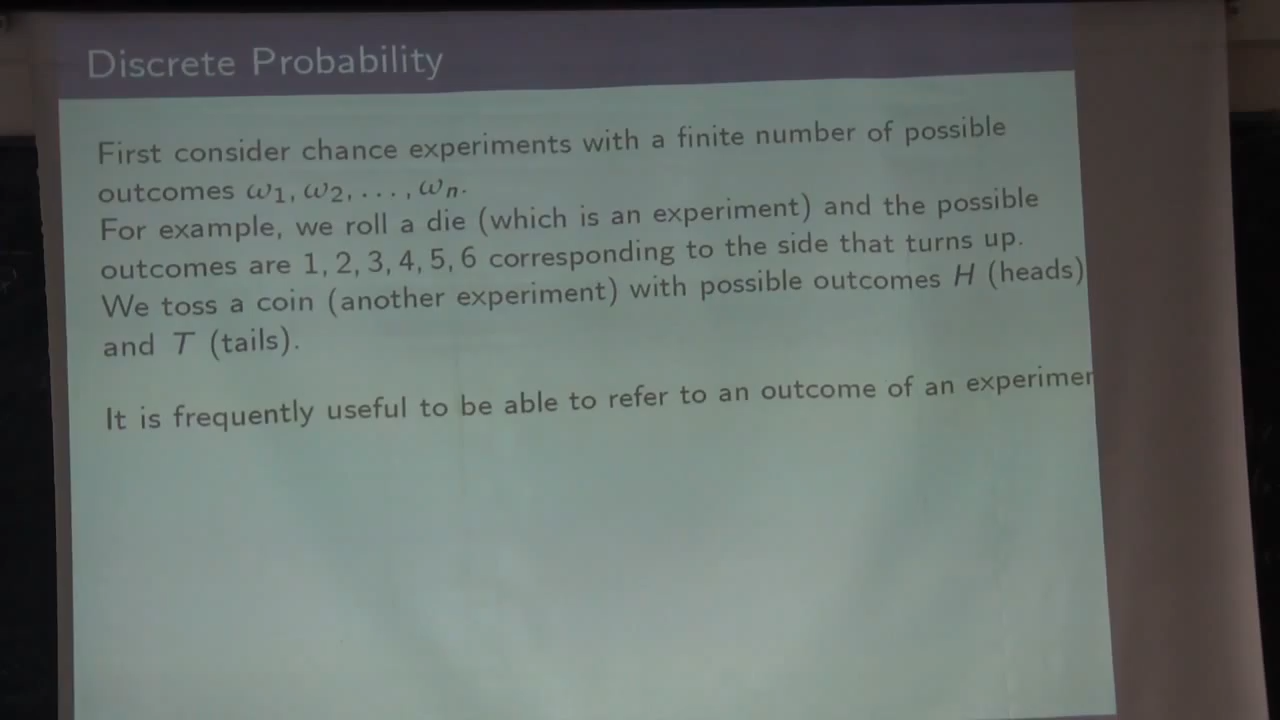 Discrete Probability
First consider chance experiments with a finite number of possible
outcomes ω₁, ω₂, . . . , ωₙ.
For example, we roll a die (which is an experiment) and the possible
outcomes are 1, 2, 3, 4, 5, 6 corresponding to the side that turns up.
We toss a coin (another experiment) with possible outcomes H (heads)
and T (tails).
It is frequently useful to be able to refer to an outcome of an experimen